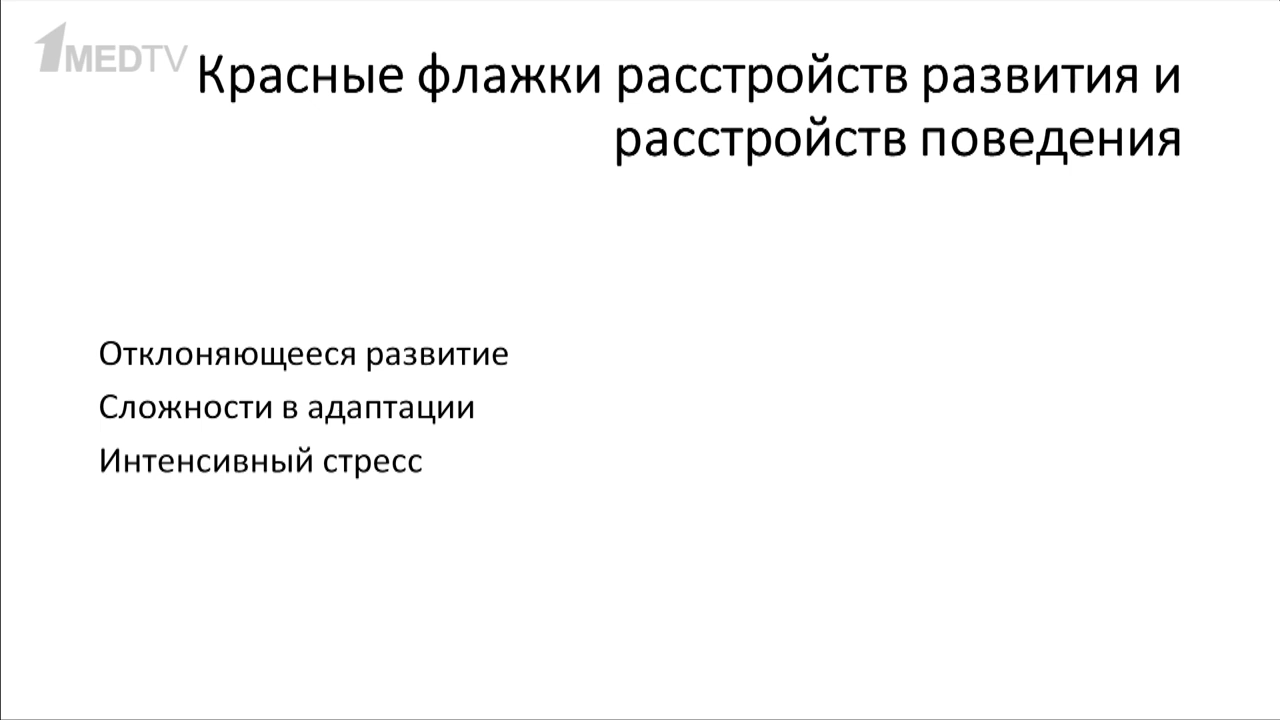 1MEDTV
Красные флажки расстройств развития и
расстройств поведения
Отклоняющееся развитие
Сложности в адаптации
Интенсивный стресс